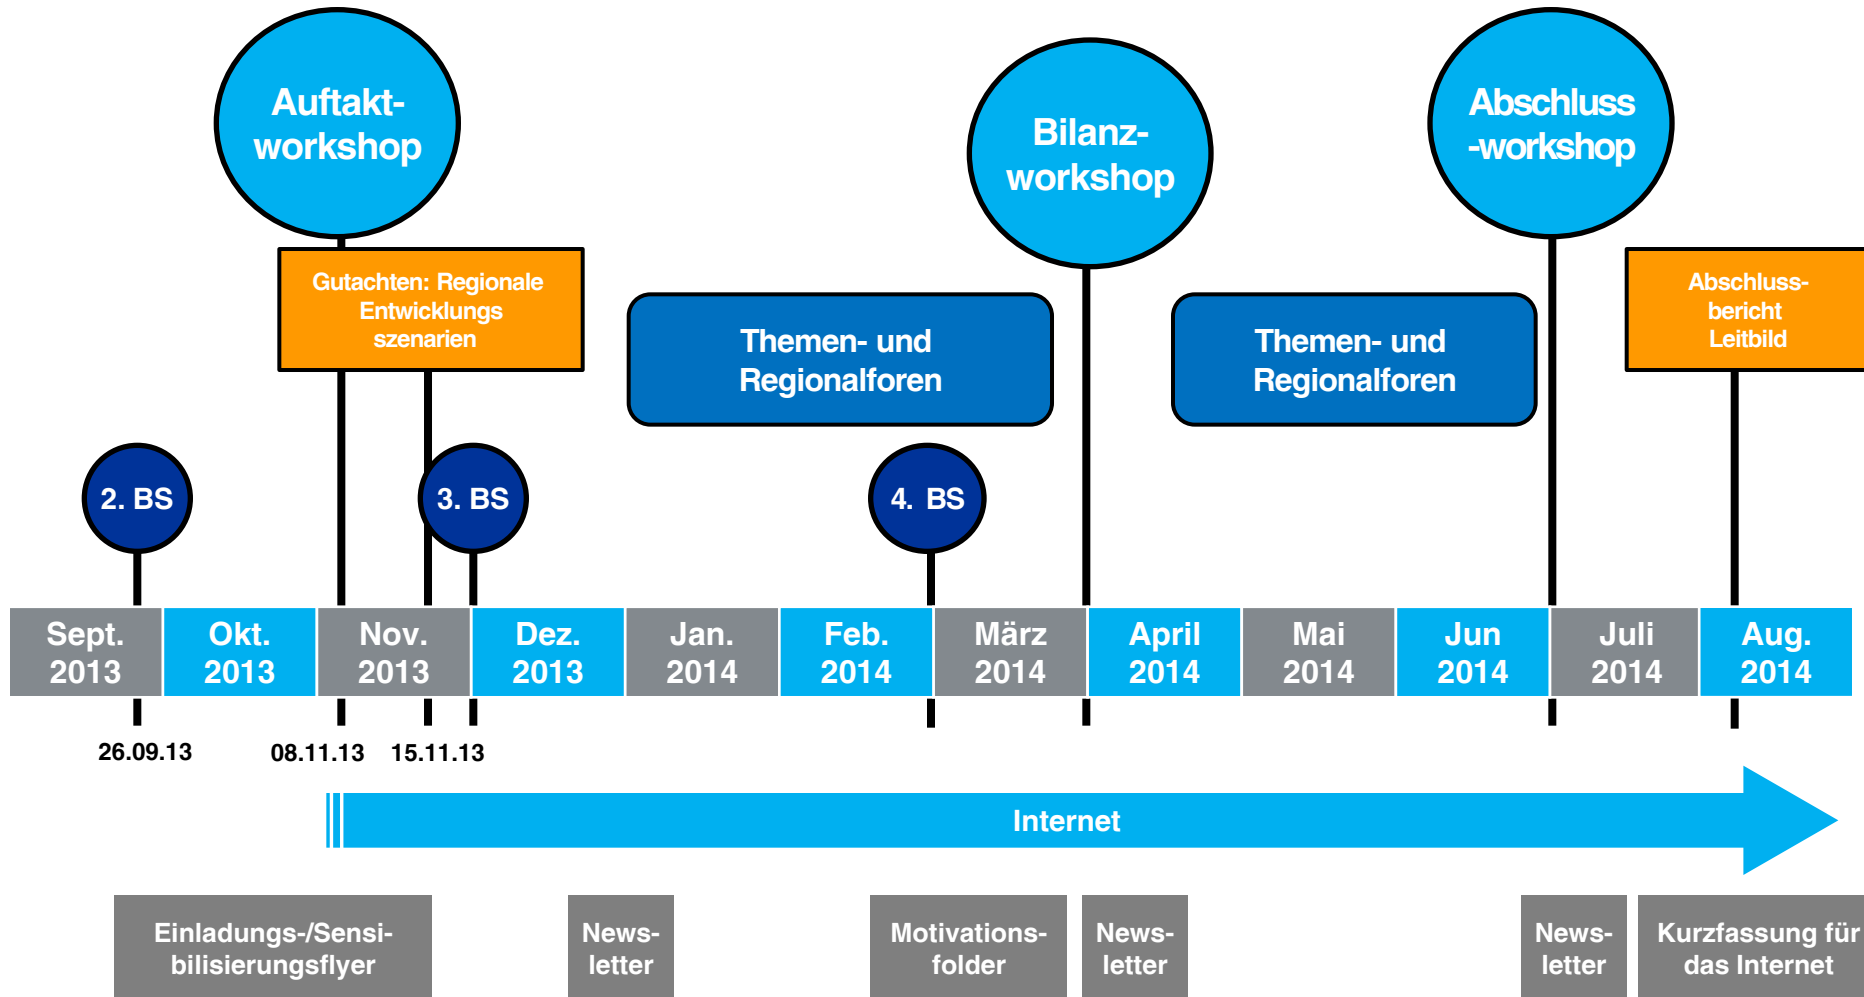 Auftakt-
workshop
Bilanz-
workshop
Abschluss
-workshop
Gutachten: Regionale
Entwicklungs
szenarien
Themen- und
Regionalforen
Themen- und
Regionalforen
Abschluss-
bericht
Leitbild
2. BS
3. BS
4. BS
Sept.
2013
Okt.
2013
Nov.
2013
Dez.
2013
Jan.
2014
Feb.
2014
März
2014
April
2014
Mai
2014
Jun
2014
Juli
2014
Aug.
2014
26.09.13
08.11.13
15.11.13
Internet
Einladungs-/Sensi-
bilisierungsflyer
News-
letter
Motivations-
folder
News-
letter
News-
letter
Kurzfassung für
das Internet